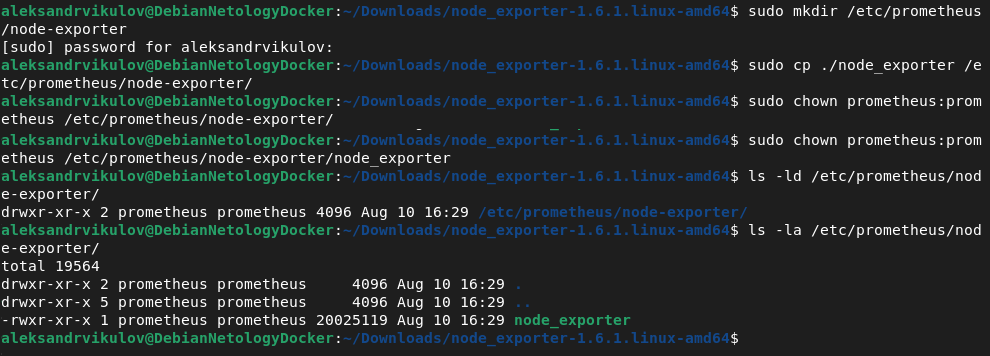 aleksandrvikulov@DebianNetologyDocker:~/Downloads/node_exporter-1.6.1.linux-amd64$ sudo mkdir /etc/prometheus
/node-exporter
[sudo] password for aleksandrvikulov:
aleksandrvikulov@DebianNetologyDocker:~/Downloads/node_exporter-1.6.1.linux-amd64$ sudo cp ./node_exporter /e
tc/prometheus/node-exporter/
aleksandrvikulov@DebianNetologyDocker:~/Downloads/node_exporter-1.6.1.linux-amd64$ sudo chown prometheus:prom
etheus /etc/prometheus/node-exporter/
aleksandrvikulov@DebianNetologyDocker:~/Downloads/node_exporter-1.6.1.linux-amd64$ sudo chown prometheus:prom
etheus /etc/prometheus/node-exporter/node_exporter
aleksandrvikulov@DebianNetologyDocker:~/Downloads/node_exporter-1.6.1.linux-amd64$ ls -ld /etc/prometheus/nod
e-exporter/
drwxr-xr-x 2 prometheus prometheus 4096 Aug 10 16:29 /etc/prometheus/node-exporter/
aleksandrvikulov@DebianNetologyDocker:~/Downloads/node_exporter-1.6.1.linux-amd64$ ls -la /etc/prometheus/nod
e-exporter/
total 19564
drwxr-xr-x 2 prometheus prometheus     4096 Aug 10 16:29 .
drwxr-xr-x 5 prometheus prometheus     4096 Aug 10 16:29 ..
-rwxr-xr-x 1 prometheus prometheus 20025119 Aug 10 16:29 node_exporter
aleksandrvikulov@DebianNetologyDocker:~/Downloads/node_exporter-1.6.1.linux-amd64$